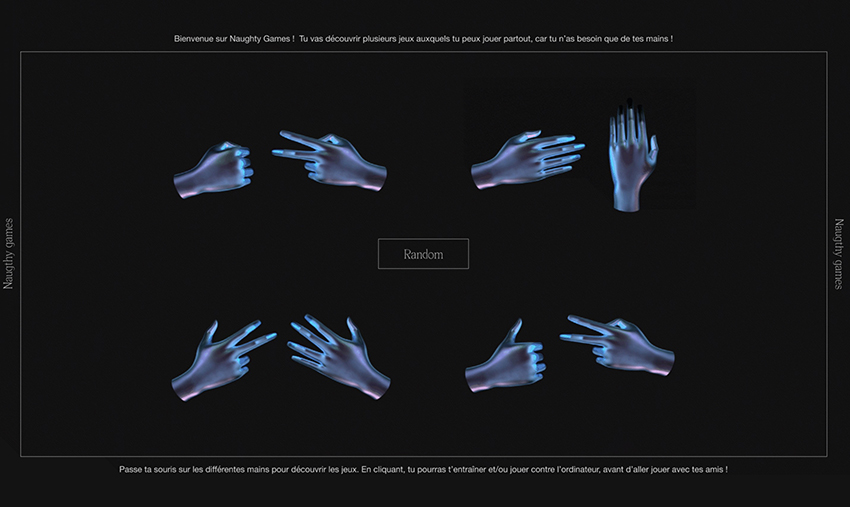 Bienvenue sur Naughty Games ! Tu vas découvrir plusieurs jeux auxquels tu peux jouer partout, car tu n'as besoin que de tes mains !
Naugthy games
Random
Naugthy games
Passe ta souris sur les différentes mains pour découvrir les jeux. En cliquant, tu pourras t'entraîner et/ou jouer contre l'ordinateur, avant d'aller jouer avec tes amis !